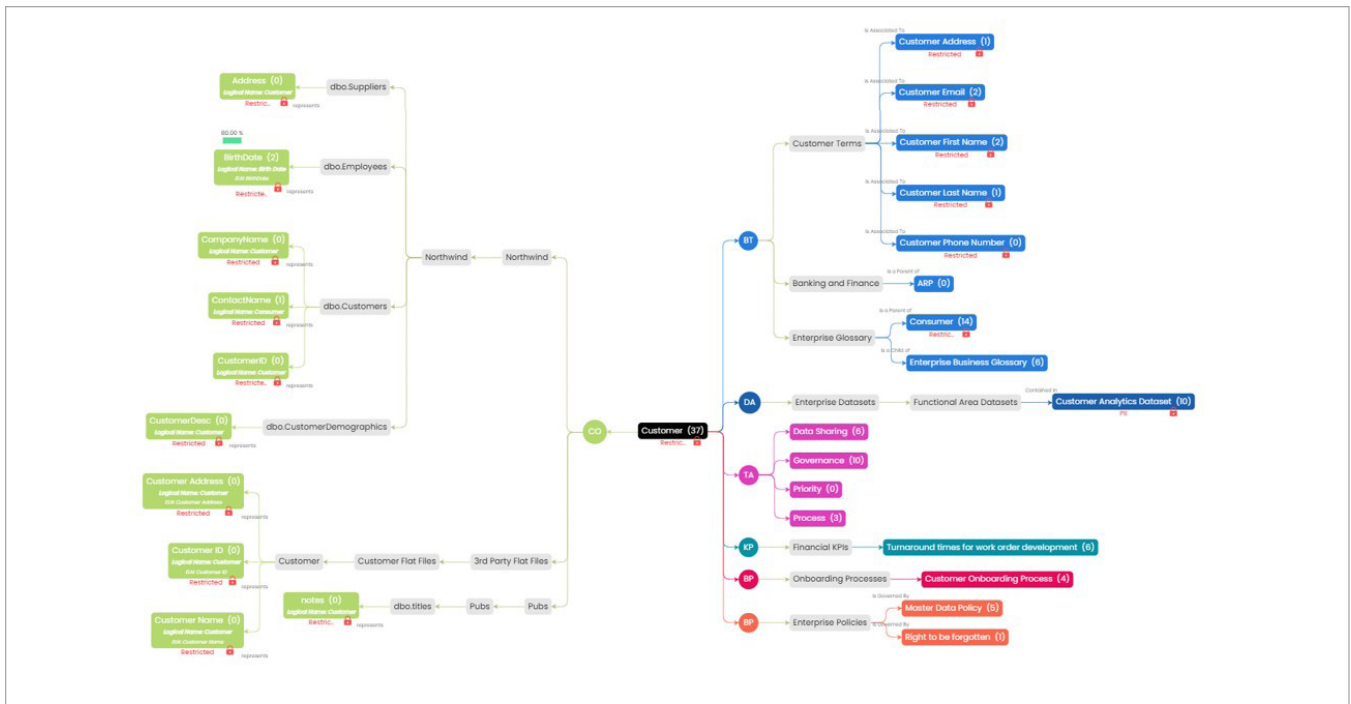 Address (0)
Logical Name: Customer
Restric..
represents
dbo.Suppliers
80.00 %
BirthDate (2)
Logical Name: Birth Date
Restricte..
represents
dbo.Employees
CompanyName (0)
Logical Name: Customer
Restricted
represents
ContactName (1)
Logical Name: Consumer
Restricted
represents
CustomerID (0)
Logical Name: Customer
Restricte..
represents
dbo.Customers
Northwind
Northwind
CustomerDesc (0)
Logical Name: Customer
Restricted
represents
dbo.CustomerDemographics
Customer Address (0)
Logical Name: Customer
Restricted
represents
Customer ID (0)
Logical Name: Customer
Restricted
represents
Customer Name (0)
Logical Name: Customer
Restricted
represents
Customer
Customer Flat Files
3rd Party Flat Files
notes (0)
Logical Name: Customer
Restric..
represents
dbo.titles
Pubs
Pubs
CO
Customer (37)
Restric..
BT
Customer Terms
Is Associated To
Customer Address (1)
Restricted
Is Associated To
Customer Email (2)
Restricted
Is Associated To
Customer First Name (2)
Restricted
Is Associated To
Customer Last Name (1)
Restricted
Is Associated To
Customer Phone Number (0)
Restricted
Banking and Finance
Is a Parent of
ARP (0)
Enterprise Glossary
Is a Parent of
Consumer (14)
Restric..
Is a Child of
Enterprise Business Glossary (6)
DA
Enterprise Datasets
Functional Area Datasets
Contained In
Customer Analytics Dataset (10)
PII
TA
Data Sharing (6)
Governance (10)
Priority (0)
Process (3)
KP
Financial KPIs
Turnaround times for work order development (6)
BP
Onboarding Processes
Customer Onboarding Process (4)
BP
Enterprise Policies
Is Governed By
Master Data Policy (5)
Is Governed By
Right to be forgotten (1)